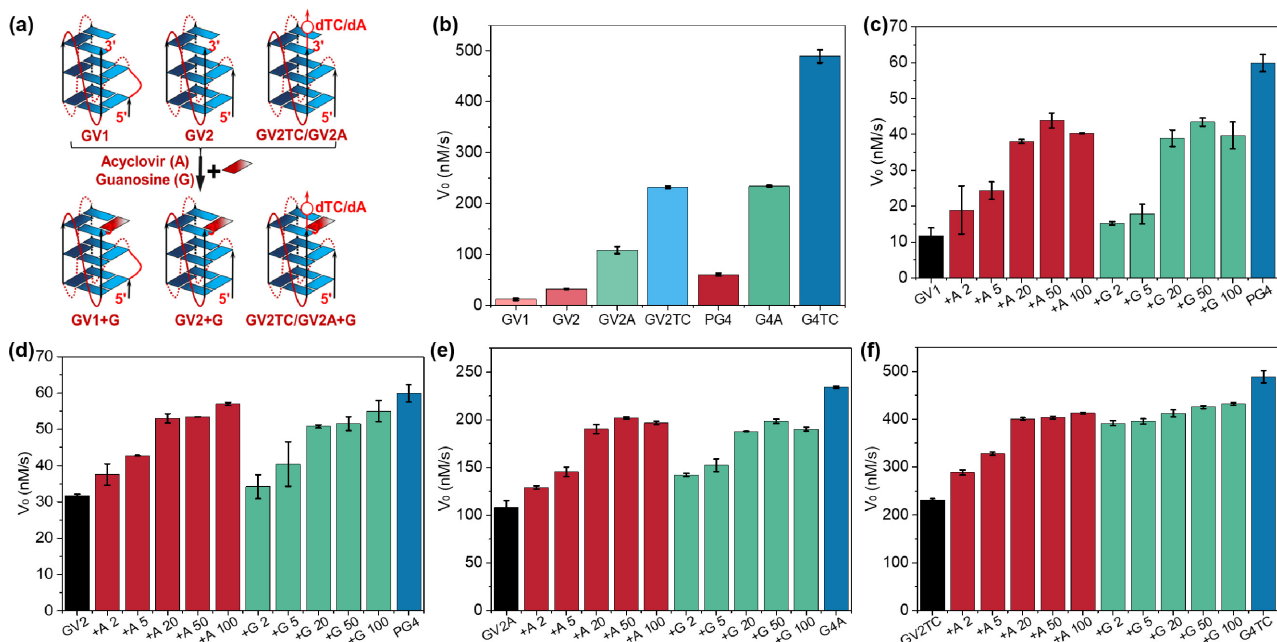 (a)
dTC/dA
3' 3' 3'
5' 5' 5'
GV1 GV2 GV2TC/GV2A
Acyclovir (A)
Guanosine (G)
+
dTC/dA
5' 5' 5'
GV1+G GV2+G GV2TC/GV2A+G
(b)
V₀ (nM/s)
500
400
300
200
100
0
GV1 GV2 GV2A GV2TC PG4 G4A G4TC
(c)
V₀ (nM/s)
70
60
50
40
30
20
10
0
GV1 +A 2 +A 5 +A 20 +A 50 +A 100 +G 2 +G 5 +G 20 +G 50 +G 100 PG4
(d)
V₀ (nM/s)
70
60
50
40
30
20
10
0
GV2 +A 2 +A 5 +A 20 +A 50 +A 100 +G 2 +G 5 +G 20 +G 50 +G 100 PG4
(e)
V₀ (nM/s)
250
200
150
100
50
0
GV2A +A 2 +A 5 +A 20 +A 50 +A 100 +G 2 +G 5 +G 20 +G 50 +G 100 G4A
(f)
V₀ (nM/s)
500
400
300
200
100
0
GV2TC +A 2 +A 5 +A 20 +A 50 +A 100 +G 2 +G 5 +G 20 +G 50 +G 100 G4TC